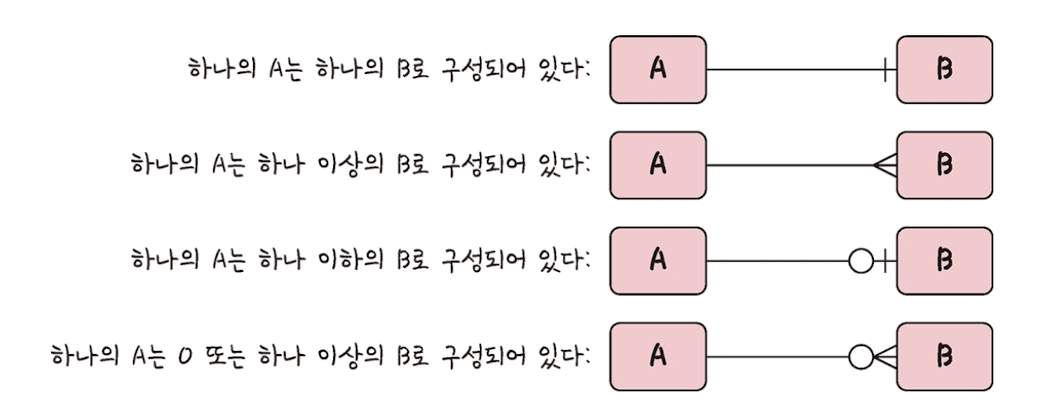 하나의 A는 하나의 B로 구성되어 있다: A B
하나의 A는 하나 이상의 B로 구성되어 있다: A B
하나의 A는 하나 이하의 B로 구성되어 있다: A B
하나의 A는 0 또는 하나 이상의 B로 구성되어 있다: A B